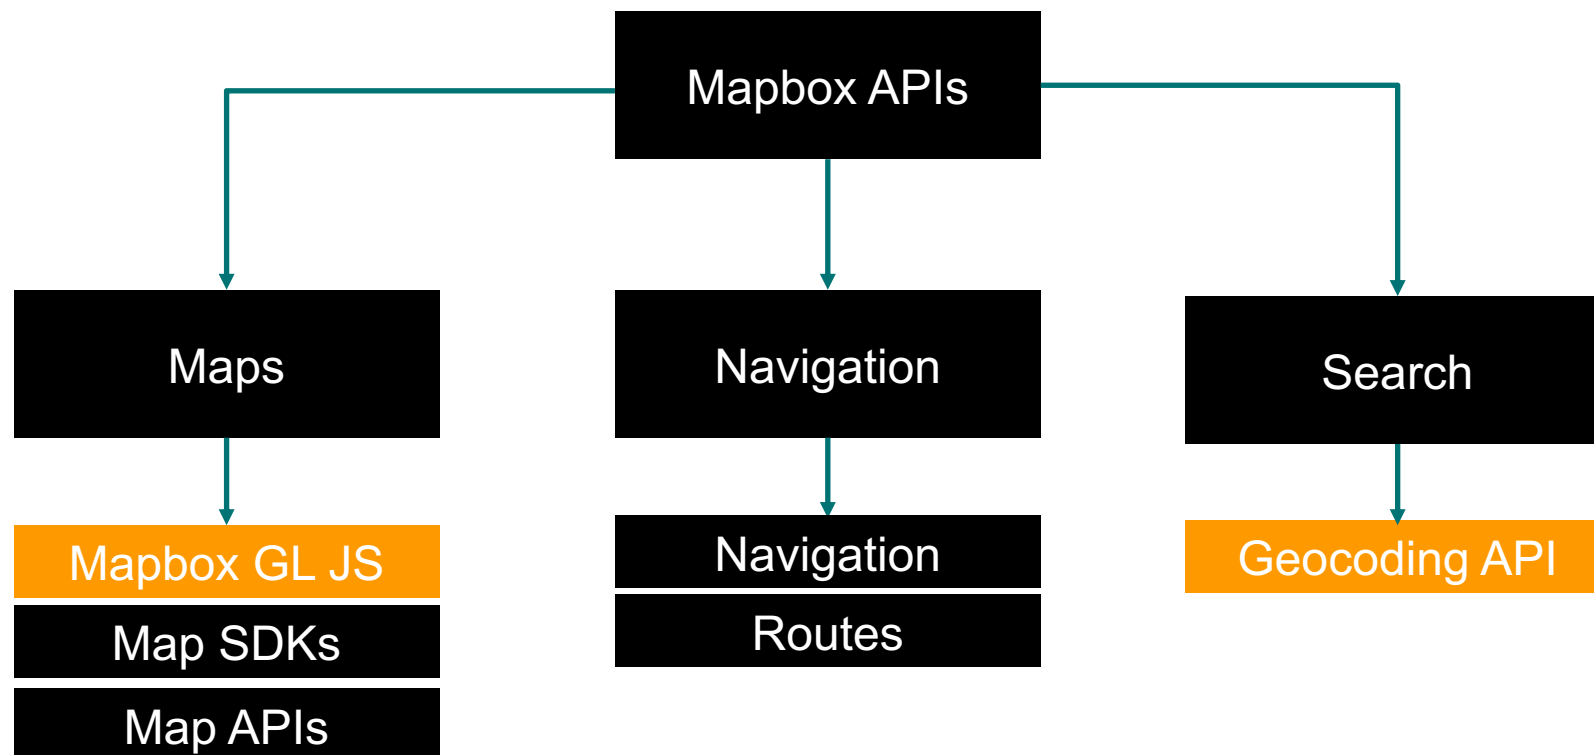 Mapbox APIs
Maps
Navigation
Search
Mapbox GL JS
Map SDKs
Map APIs
Navigation
Routes
Geocoding API